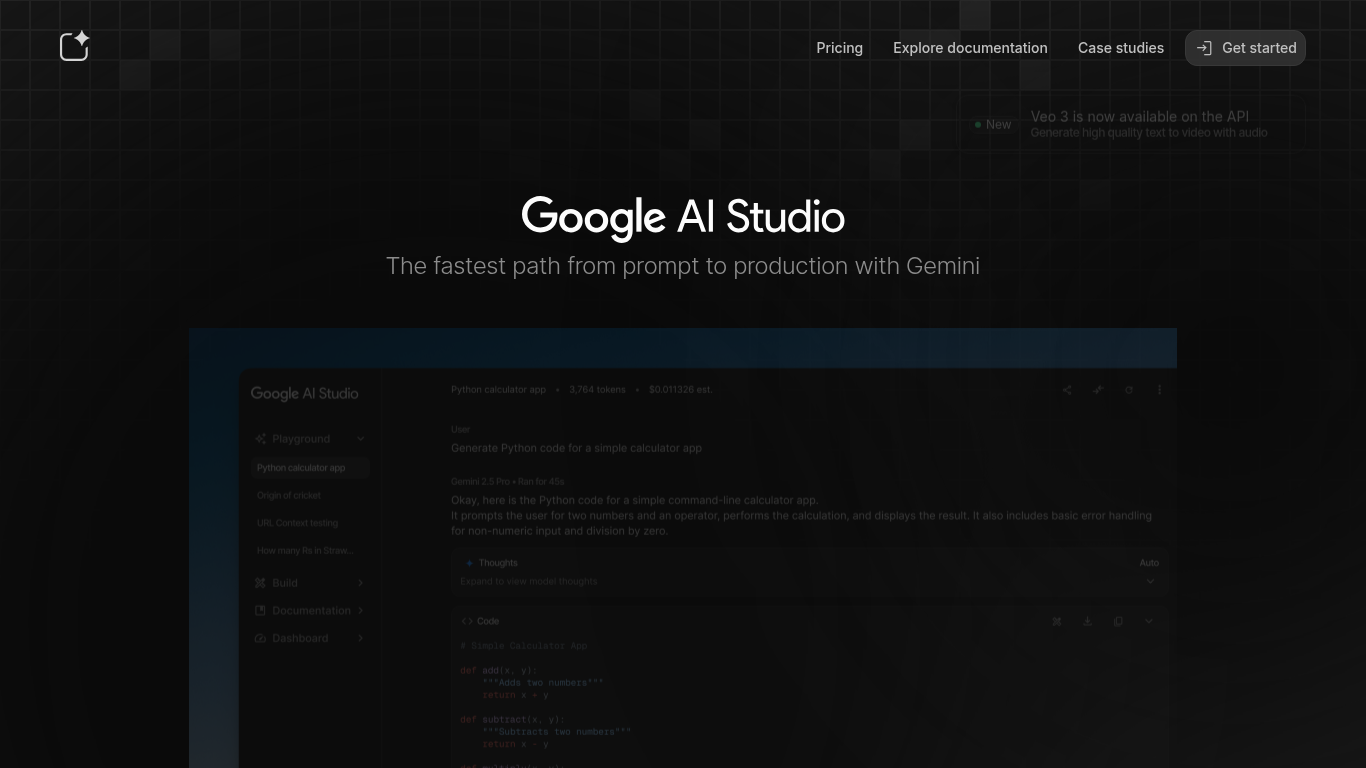 Pricing
Explore documentation
Case studies
Get started
New
Veo 3 is now available on the API
Generate high quality text to video with audio
Google AI Studio
The fastest path from prompt to production with Gemini
Google AI Studio
Playground
Python calculator app
Origin of cricket
URL Context testing
How many Rs in Straw...
Build
Documentation
Dashboard
Python calculator app • 3,764 tokens • $0.011326 est.
User
Generate Python code for a simple calculator app
Gemini 2.5 Pro • Ran for 45s
Okay, here is the Python code for a simple command-line calculator app.
It prompts the user for two numbers and an operator, performs the calculation, and displays the result. It also includes basic error handling
for non-numeric input and division by zero.
Thoughts
Auto
Expand to view model thoughts
Code
# Simple Calculator App
def add(x, y):
"""Adds two numbers"""
return x + y
def subtract(x, y):
"""Subtracts two numbers"""
return x - y
def multiply(x, y):